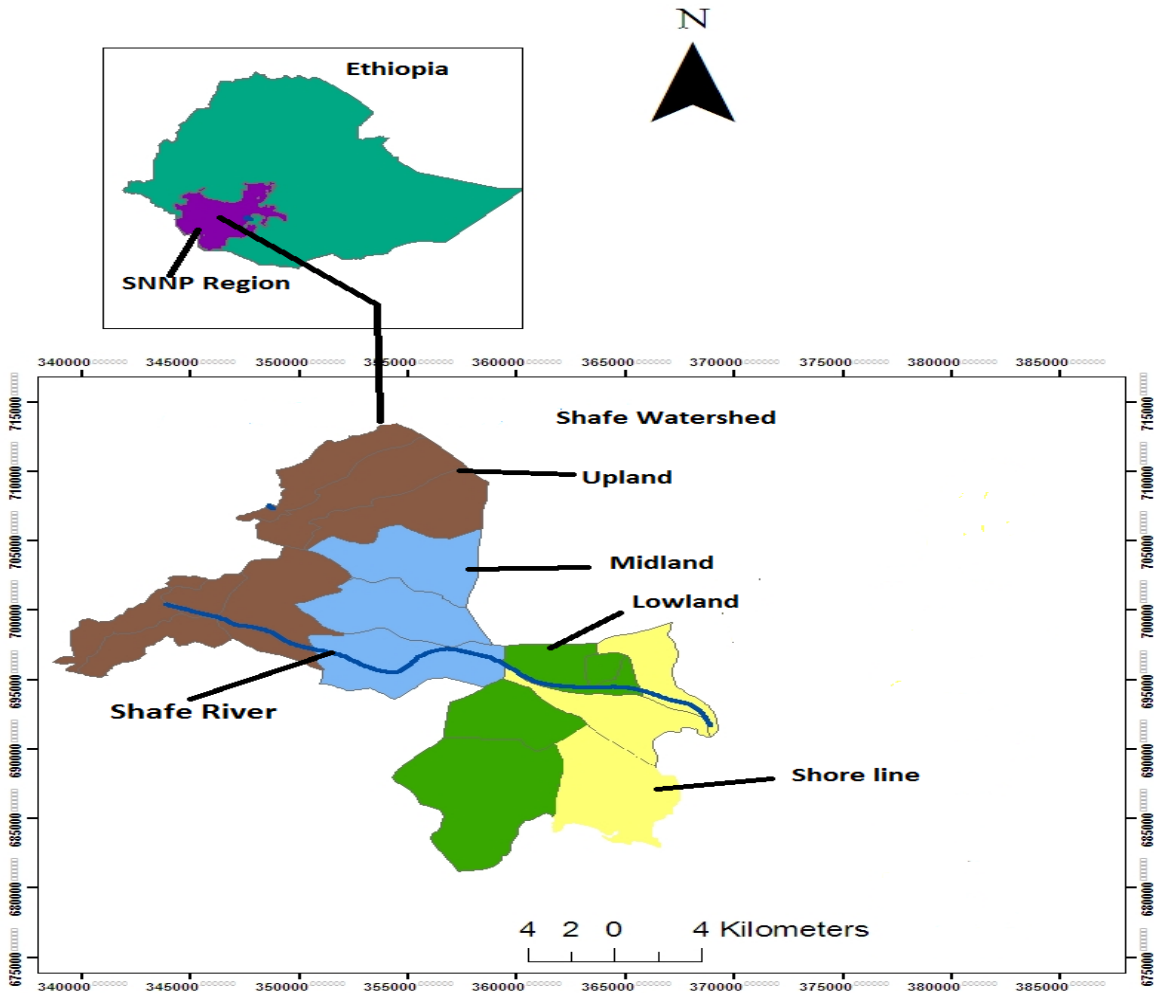 N
Ethiopia
SNNP Region
340000 345000 350000 355000 360000 365000 370000 375000 380000 385000
Shafe Watershed
Upland
Midland
Lowland
Shafe River
Shore line
715000 715000
710000 710000
705000 705000
700000 700000
695000 695000
690000 690000
685000 685000
680000 680000
675000 675000
4 2 0 4 Kilometers
340000 345000 350000 355000 360000 365000 370000 375000 380000 385000